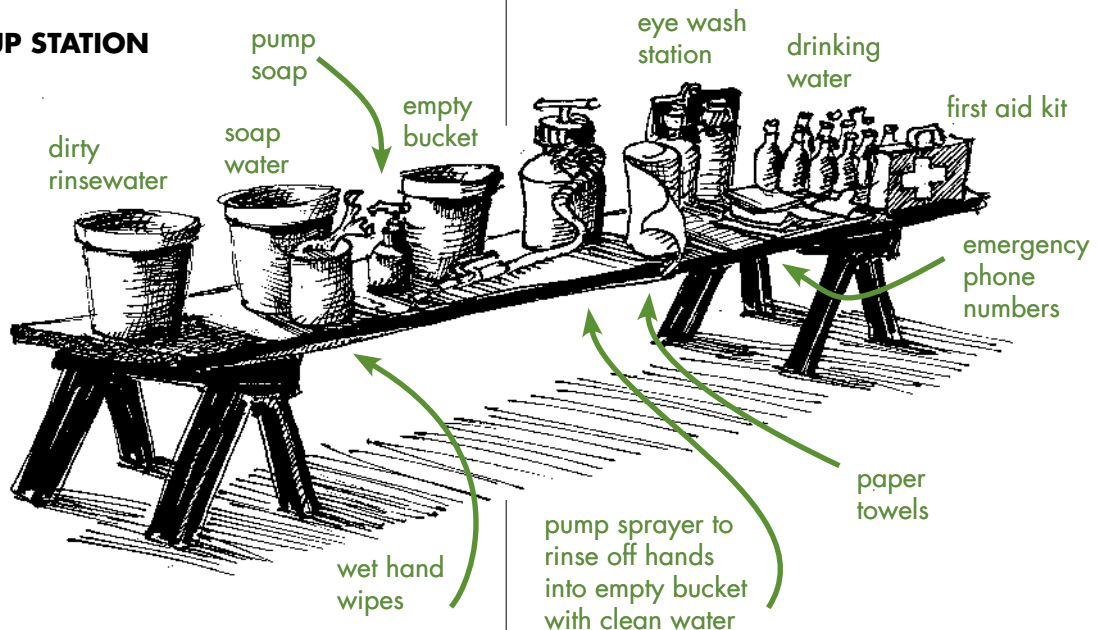 UP STATION
pump
soap
eye wash
station
drinking
water
first aid kit
empty
bucket
soap
water
dirty
rinsewater
emergency
phone
numbers
paper
towels
pump sprayer to
rinse off hands
into empty bucket
with clean water
wet hand
wipes